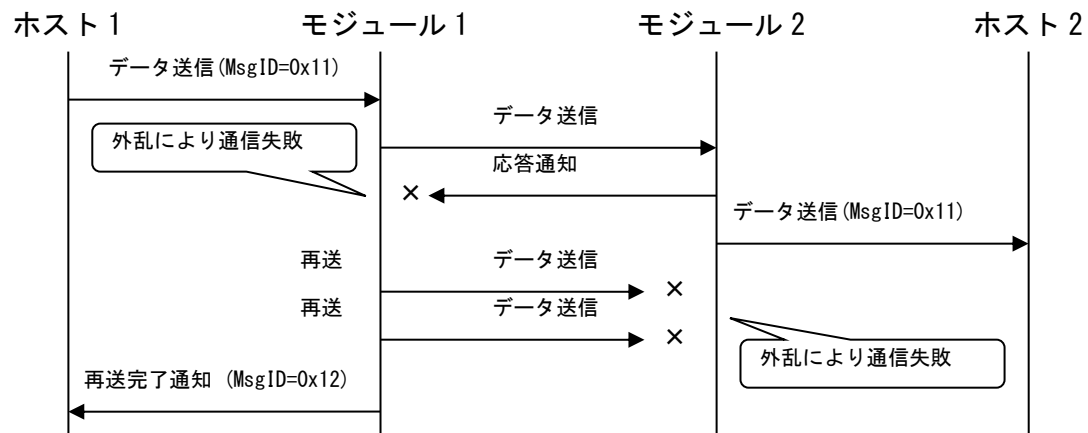 ホスト1 モジュール1 モジュール2 ホスト2
データ送信(MsgID=0x11)
データ送信
外乱により通信失敗
応答通知
×
データ送信(MsgID=0x11)
再送 データ送信
×
再送 データ送信
×
外乱により通信失敗
再送完了通知 (MsgID=0x12)